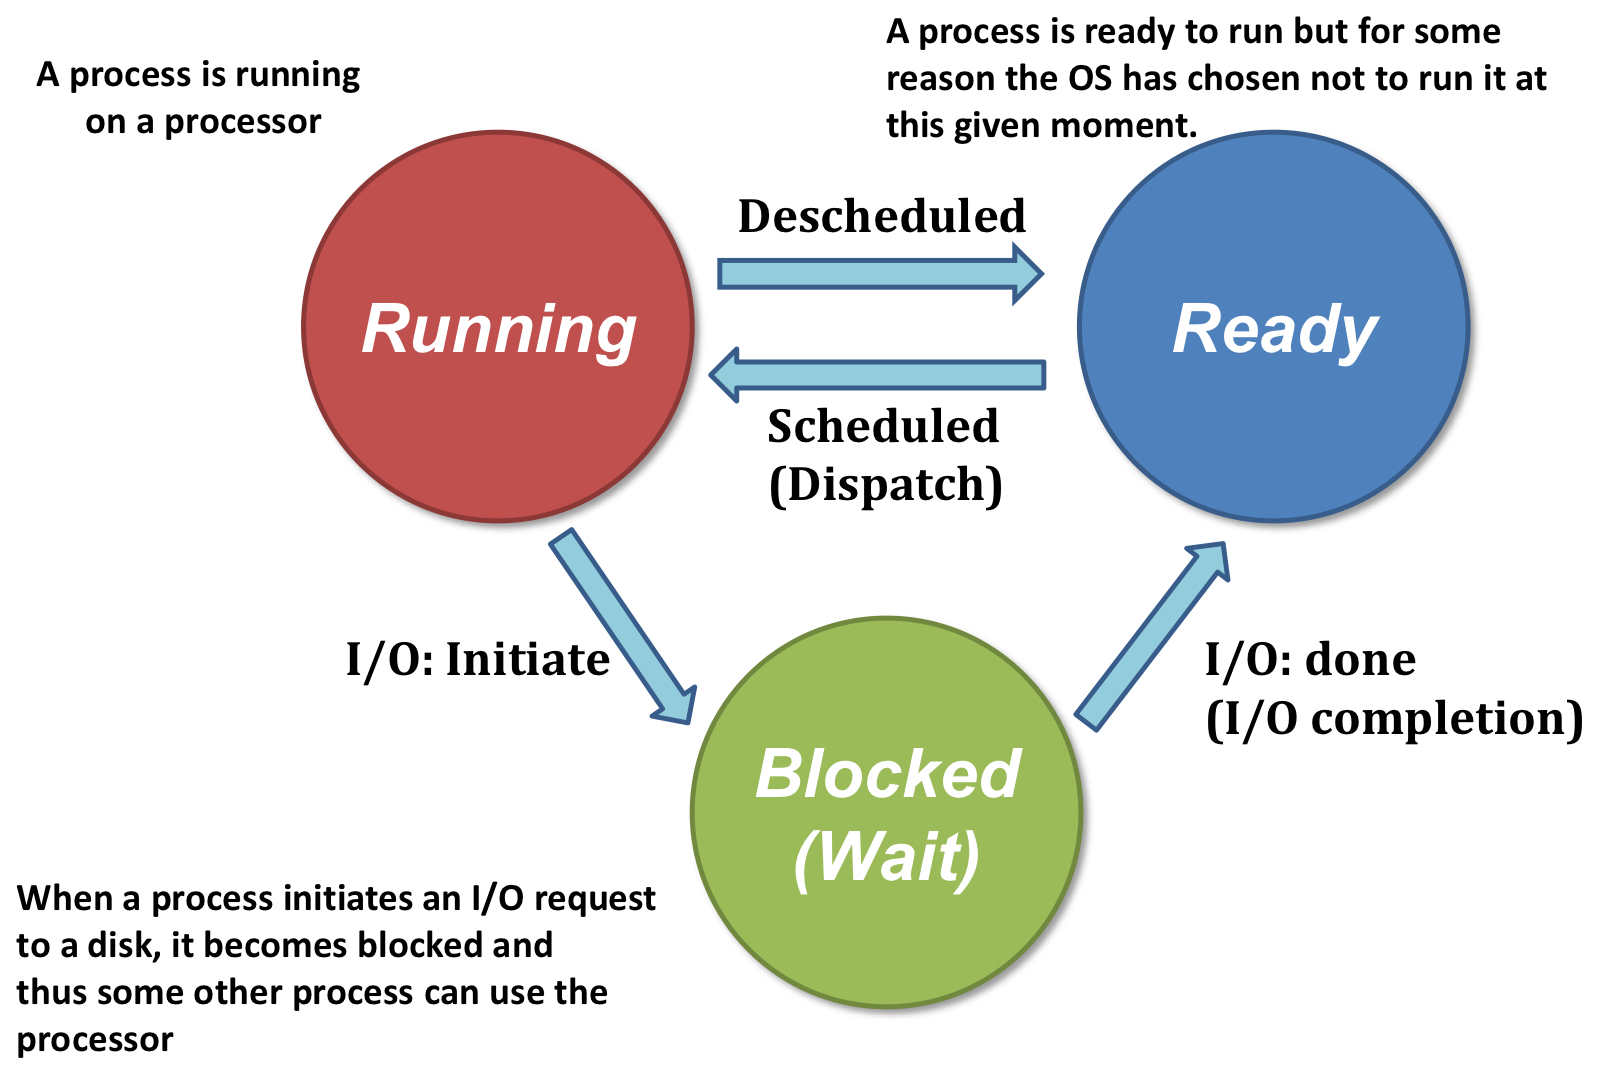 A process is running
on a processor
A process is ready to run but for some
reason the OS has chosen not to run it at
this given moment.
Descheduled
Running
Ready
Scheduled
(Dispatch)
I/O: Initiate
I/O: done
(I/O completion)
Blocked
(Wait)
When a process initiates an I/O request
to a disk, it becomes blocked and
thus some other process can use the
processor